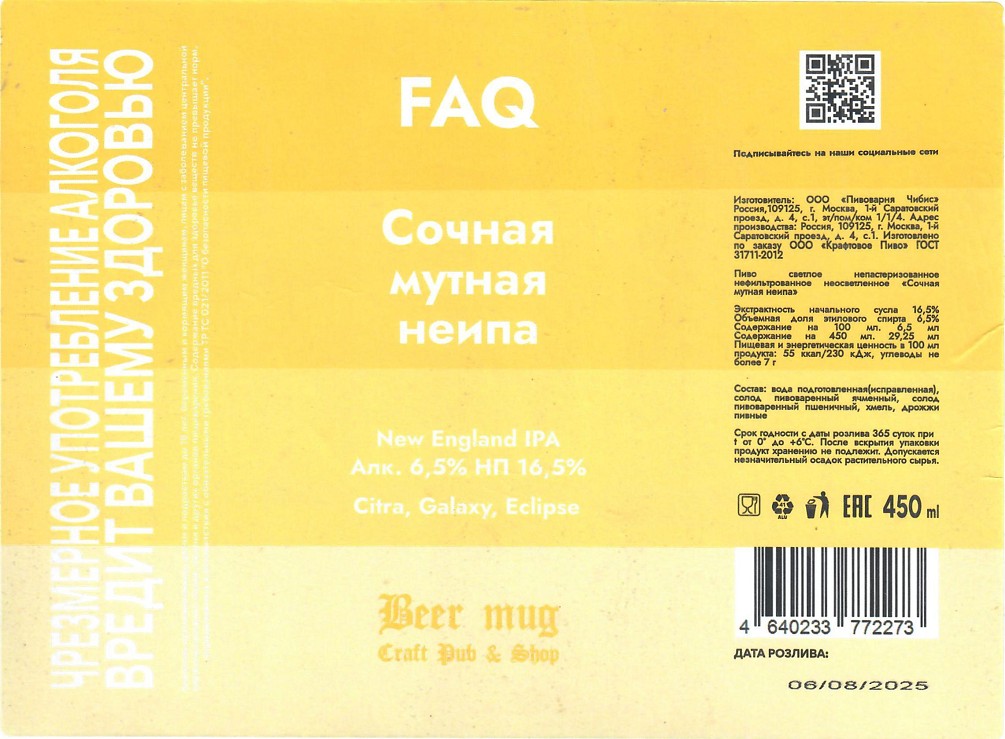 ЧРЕЗМЕРНОЕ УПОТРЕБЛЕНИЕ АЛКОГОЛЯ
ВРЕДИТ ВАШЕМУ ЗДОРОВЬЮ
FAQ
Сочная
мутная
неипа
New England IPA
Алк. 6,5% НП 16,5%
Citra, Galaxy, Eclipse
Beer mug
Craft Pub & Shop
Подписывайтесь на наши социальные сети
Изготовитель: ООО «Пивовария Чибис»
Россия,109125, г. Москва, 1-й Саратовский
проезд, д. 4, с.1, эт/пом/ком 1/1/4. Адрес
производства: Россия, 109125, г. Москва, 1-й
Саратовский проезд, д. 4, с.1. Изготовлено
по заказу ООО «Крафтовое Пиво» ГОСТ
31711-2012
Пиво светлое непастеризованное
нефильтрованное неосветленное «Сочная
мутная неипа»
Экстрактность начального сусла 16,5%
Объемная доля этилового спирта 6,5%
Содержание на 100 мл. 6,5 мл
Содержание на 450 мл. 29,25 мл
Пищевая и энергетическая ценность в 100 мл
продукта: 55 ккал/230 кДж, углеводы не
более 7 г
Состав: вода подготовленная(исправленная),
солод пивоваренный ячменный, солод
пивоваренный пшеничный, хмель, дрожжи
пивные
Срок годности с даты розлива 365 суток при
t от 0° до +6°С. После вскрытия упаковки
продукт хранению не подлежит. Допускается
незначительный осадок растительного сырья.
41
ALU
EAC 450 ml
4 640233 772273
ДАТА РОЗЛИВА:
06/08/2025